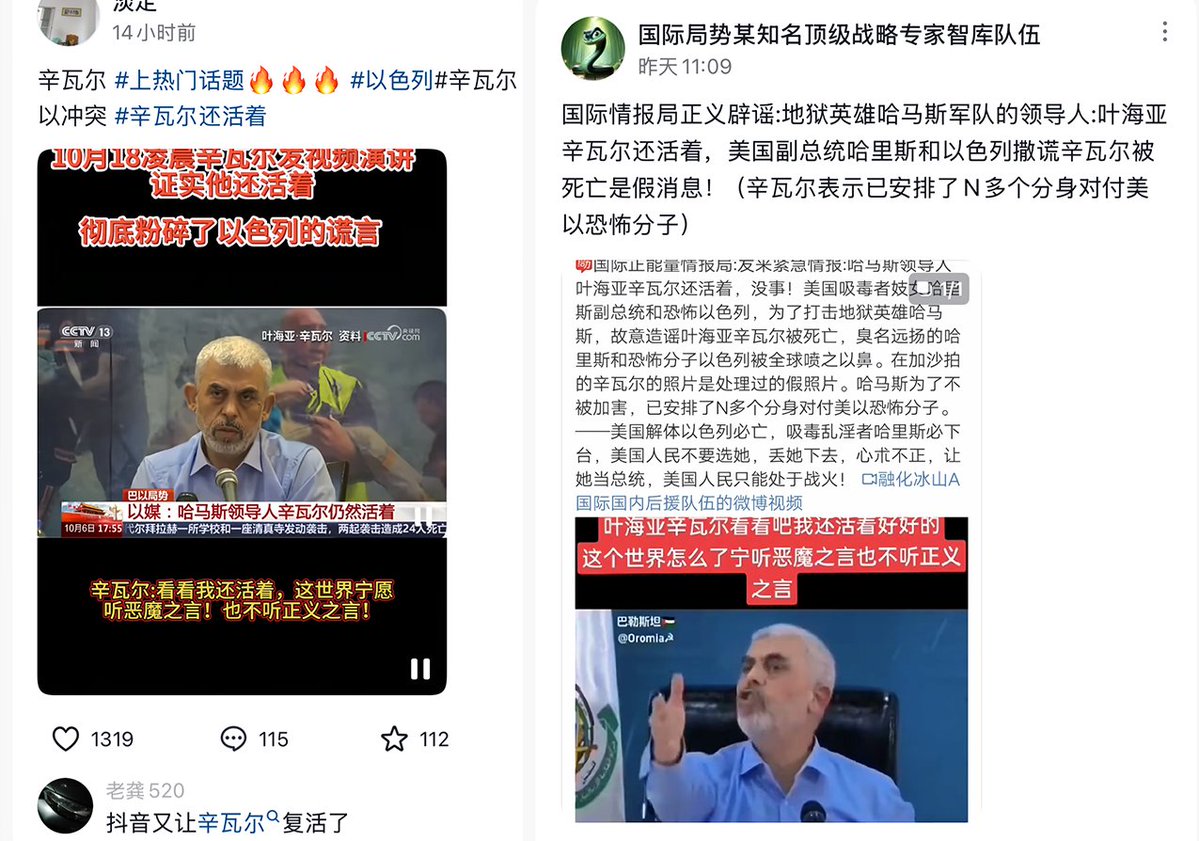 淡定
14小时前
辛瓦尔 #上热门话题🔥🔥🔥 #以色列#辛瓦尔
以冲突 #辛瓦尔还活着
10月18凌晨辛瓦尔发视频演讲
证实他还活着
彻底粉碎了以色列的谎言
CCTV 13
新闻
叶海亚·辛瓦尔 资料
CCTV.com
央视网
巴以局势
以媒：哈马斯领导人辛瓦尔仍然活着
10月6日 17:55
代尔拜拉赫一所学校和一座清真寺发动袭击，两起袭击造成24人死亡
辛瓦尔:看看我还活着，这世界宁愿
听恶魔之言！也不听正义之言！
1319
115
112
老龚520
抖音又让辛瓦尔复活了
国际局势某知名顶级战略专家智库队伍
昨天 11:09
国际情报局正义辟谣:地狱英雄哈马斯军队的领导人:叶海亚
辛瓦尔还活着，美国副总统哈里斯和以色列撒谎辛瓦尔被
死亡是假消息！（辛瓦尔表示已安排了N多个分身对付美
以恐怖分子）
国际正能量情报局:发来紧急情报:哈马斯领导人
叶海亚辛瓦尔还活着，没事！美国吸毒者妓女哈里
1/1
斯副总统和恐怖以色列，为了打击地狱英雄哈马
斯，故意造谣叶海亚辛瓦尔被死亡，臭名远扬的哈
里斯和恐怖分子以色列被全球喷之以鼻。在加沙拍
的辛瓦尔的照片是处理过的假照片。哈马斯为了不
被加害，已安排了N多个分身对付美以恐怖分子。
——美国解体以色列必亡，吸毒乱淫者哈里斯必下
台，美国人民不要选她，丢她下去，心术不正，让
她当总统，美国人民只能处于战火！ 融化冰山A
国际国内后援队伍的微博视频
叶海亚辛瓦尔看看吧我还活着好好的
这个世界怎么了宁听恶魔之言也不听正义
之言
巴勒斯坦🇵🇸
@Oromia☭